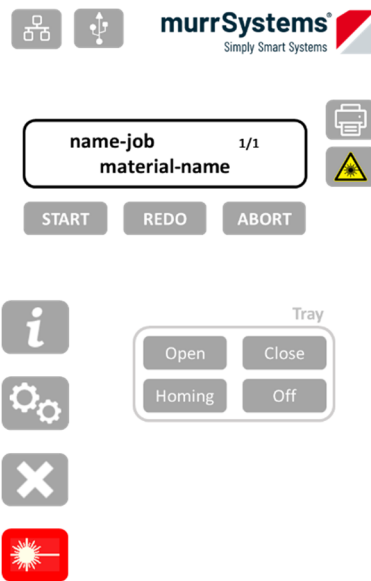 murrSystems®
Simply Smart Systems
name-job 1/1
material-name
START REDO ABORT
i
Tray
Open Close
Homing Off